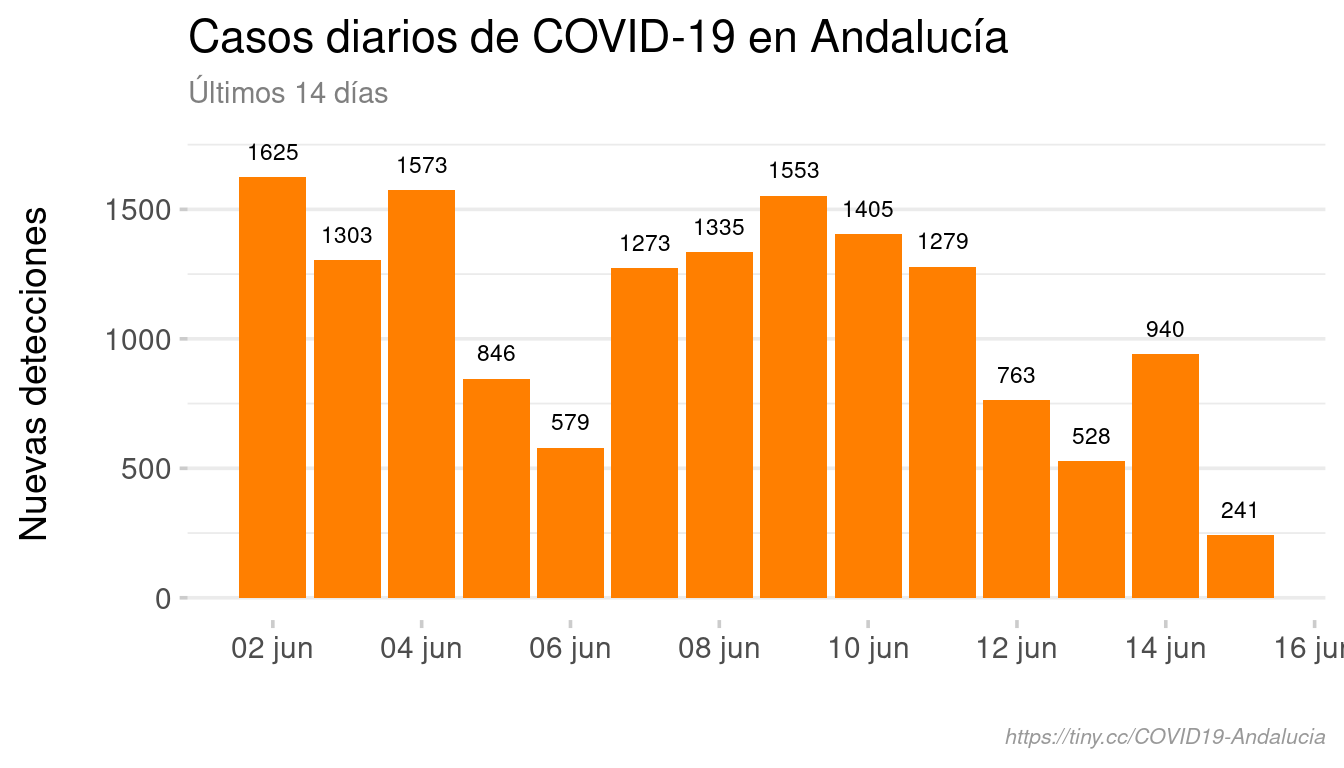 Casos diarios de COVID-19 en Andalucía
Últimos 14 días
Nuevas detecciones
1500
1000
500
0
1625
1303
1573
846
579
1273
1335
1553
1405
1279
763
528
940
241
02 jun
04 jun
06 jun
08 jun
10 jun
12 jun
14 jun
16 jun
https://tiny.cc/COVID19-Andalucia